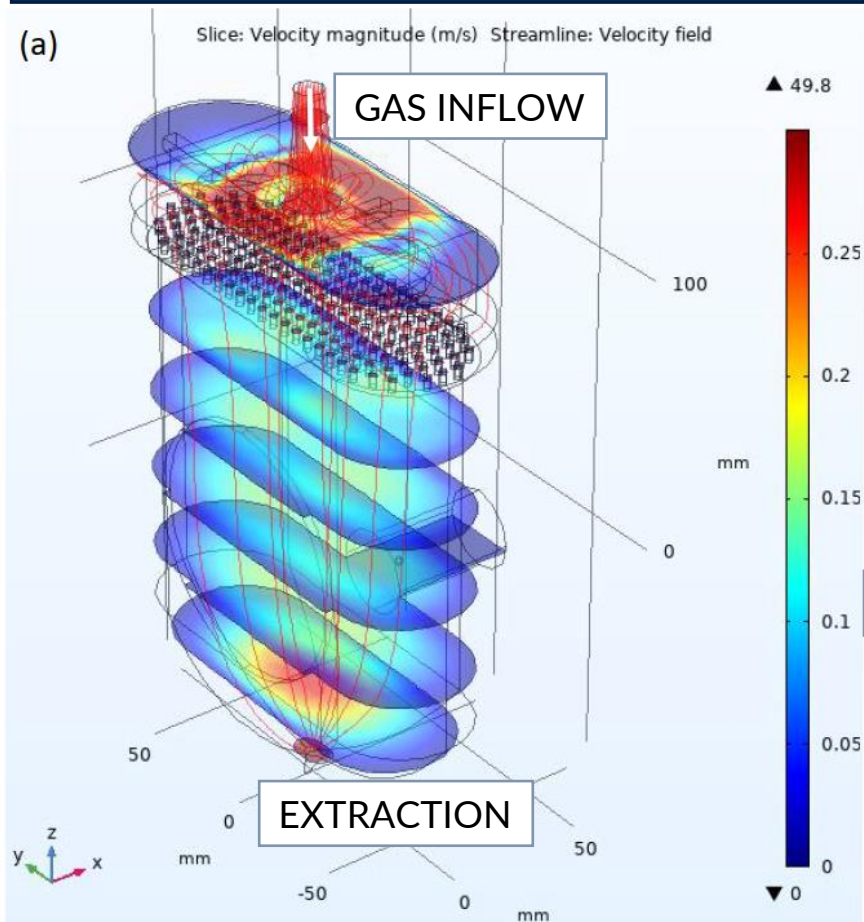 (a)
Slice: Velocity magnitude (m/s) Streamline: Velocity field
GAS INFLOW
▲ 49.8
0.25
100
0.2
mm
0.15
0
0.1
50
0.05
EXTRACTION
0
50
z
y
x
mm
0
-50
0
▼ 0
mm